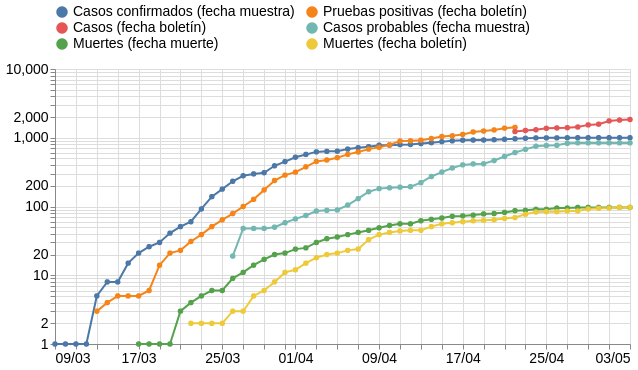 Casos confirmados (fecha muestra) Pruebas positivas (fecha boletín)
Casos (fecha boletín) Casos probables (fecha muestra)
Muertes (fecha muerte) Muertes (fecha boletín)
10,000
2,000
1,000
200
100
20
10
2
1
09/03 17/03 25/03 01/04 09/04 17/04 25/04 03/05